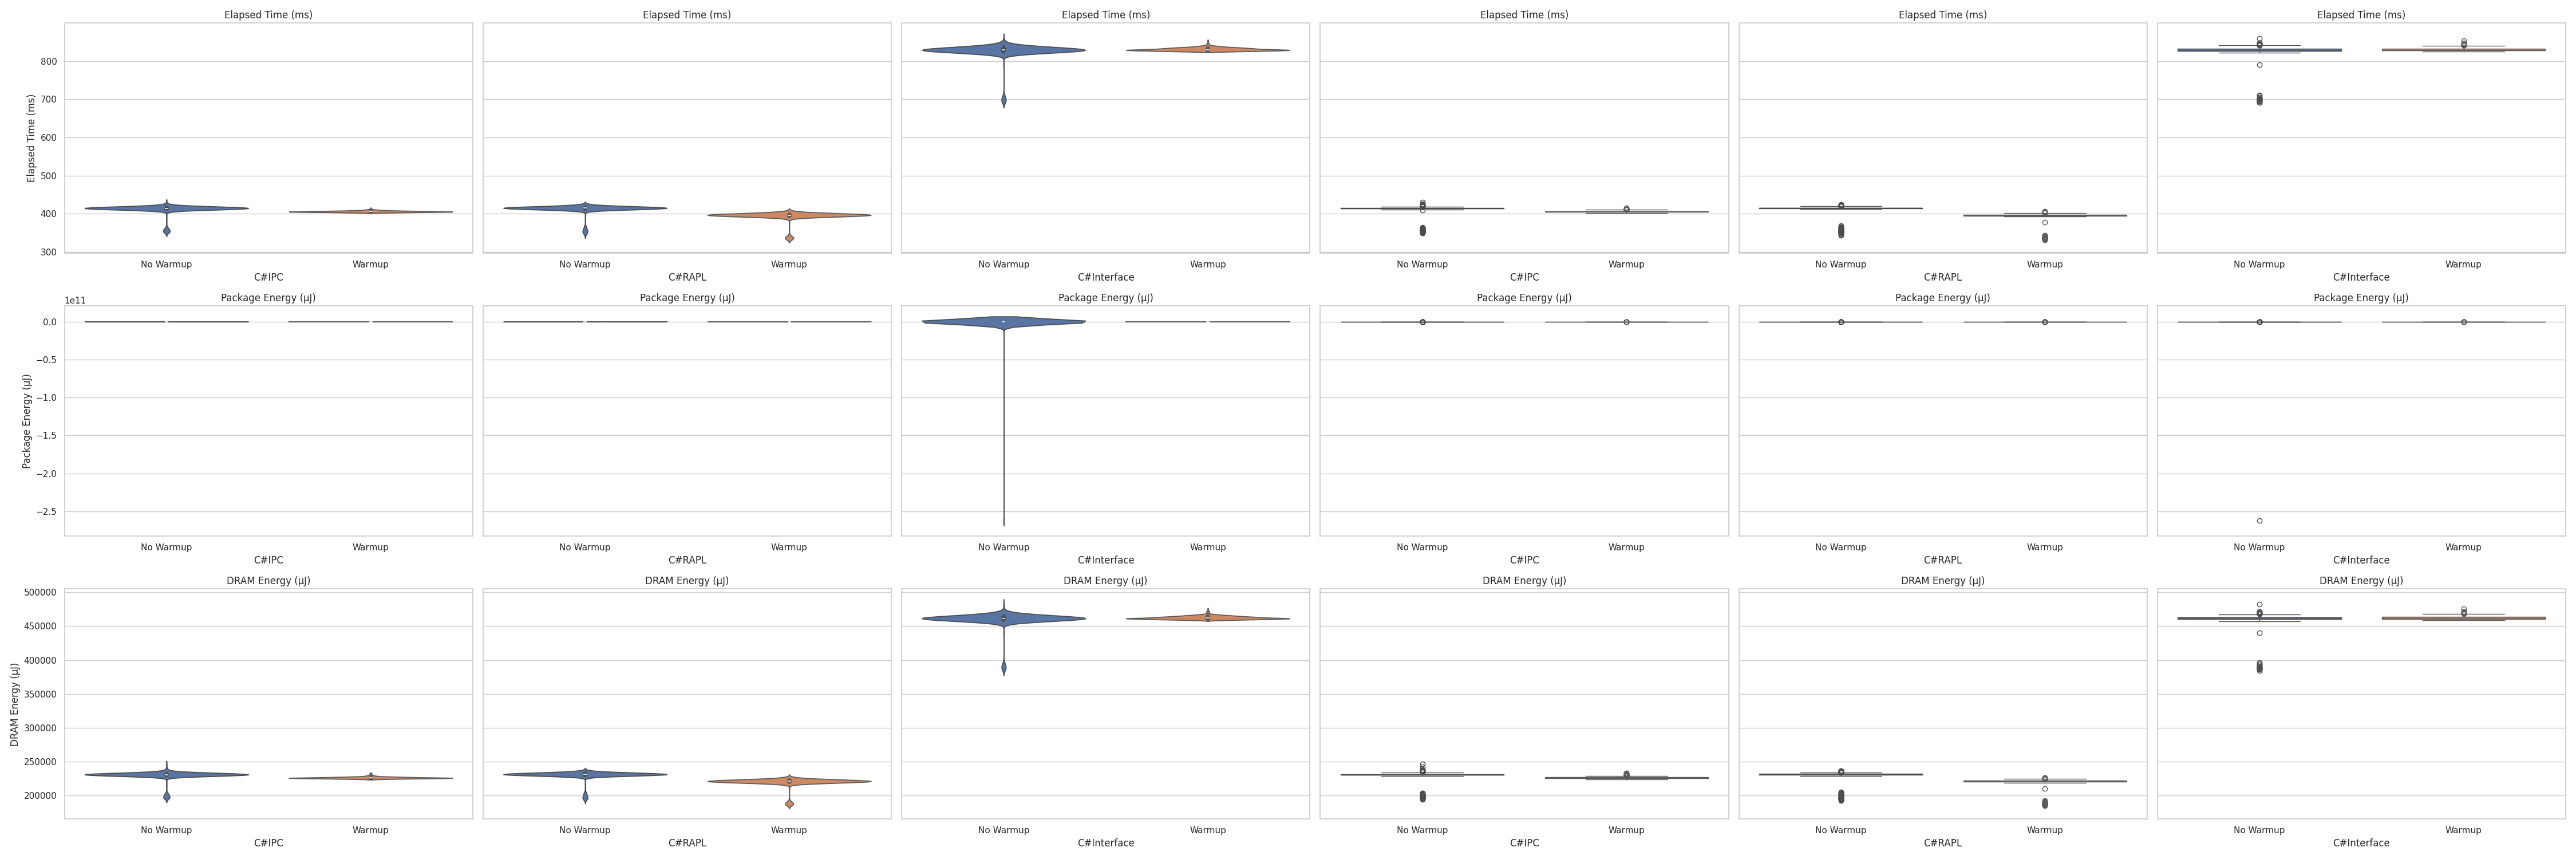 Elapsed Time (ms) Elapsed Time (ms) Elapsed Time (ms) Elapsed Time (ms) Elapsed Time (ms) Elapsed Time (ms)
Elapsed Time (ms)
800
700
600
500
400
300
No Warmup Warmup No Warmup Warmup No Warmup Warmup No Warmup Warmup No Warmup Warmup No Warmup Warmup
C#IPC C#RAPL C#Interface C#IPC C#RAPL C#Interface
1e11 Package Energy (µJ) Package Energy (µJ) Package Energy (µJ) Package Energy (µJ) Package Energy (µJ) Package Energy (µJ)
Package Energy (µJ)
0.0
−0.5
−1.0
−1.5
−2.0
−2.5
No Warmup Warmup No Warmup Warmup No Warmup Warmup No Warmup Warmup No Warmup Warmup No Warmup Warmup
C#IPC C#RAPL C#Interface C#IPC C#RAPL C#Interface
DRAM Energy (µJ) DRAM Energy (µJ) DRAM Energy (µJ) DRAM Energy (µJ) DRAM Energy (µJ) DRAM Energy (µJ)
DRAM Energy (µJ)
500000
450000
400000
350000
300000
250000
200000
No Warmup Warmup No Warmup Warmup No Warmup Warmup No Warmup Warmup No Warmup Warmup No Warmup Warmup
C#IPC C#RAPL C#Interface C#IPC C#RAPL C#Interface